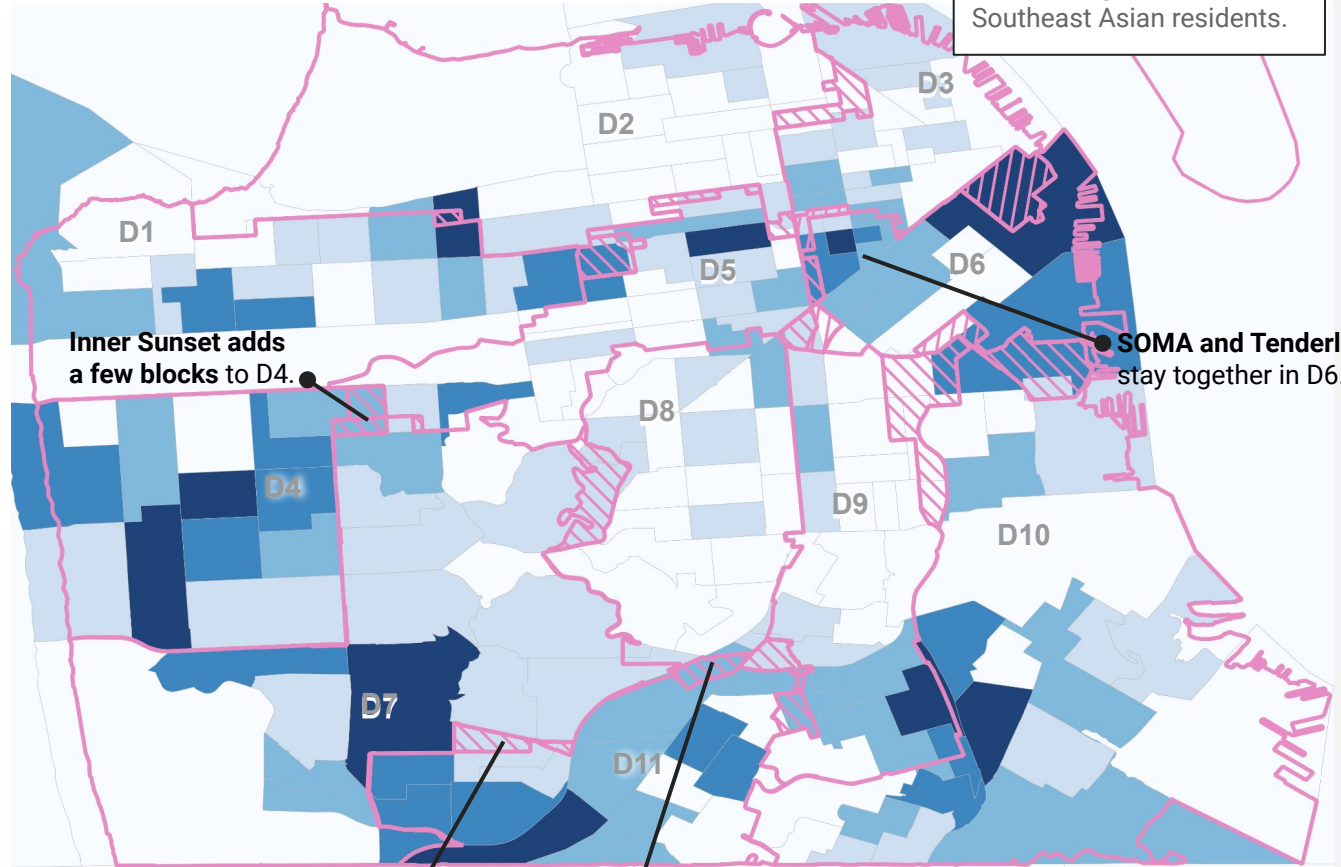 Southeast Asian residents.
D3
D2
D1
D5
D6
Inner Sunset adds
a few blocks to D4.
SOMA and Tenderl
stay together in D6.
D8
D4
D9
D10
D7
D11